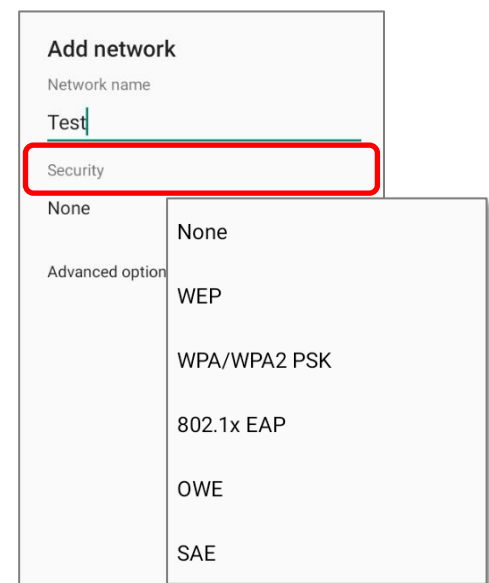 Add network
Network name
Test
Security
None
Advanced option
None
WEP
WPA/WPA2 PSK
802.1x EAP
OWE
SAE